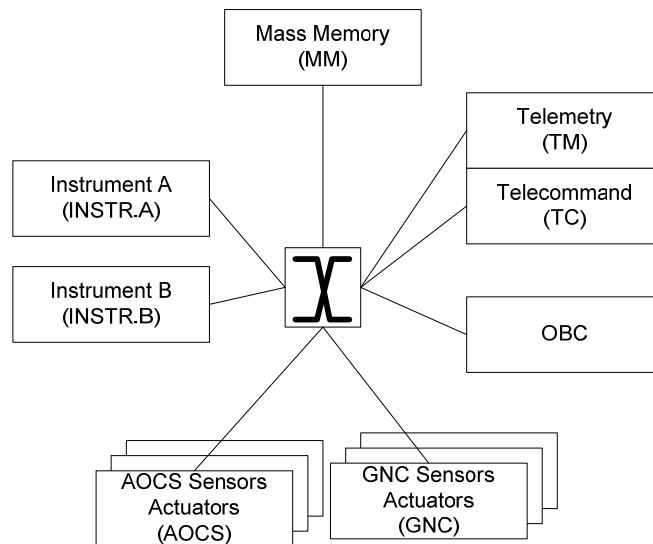 Mass Memory
(MM)
Telemetry
(TM)
Instrument A
(INSTR.A)
Telecommand
(TC)
Instrument B
(INSTR.B)
OBC
AOCS Sensors
Actuators
(AOCS)
GNC Sensors
Actuators
(GNC)